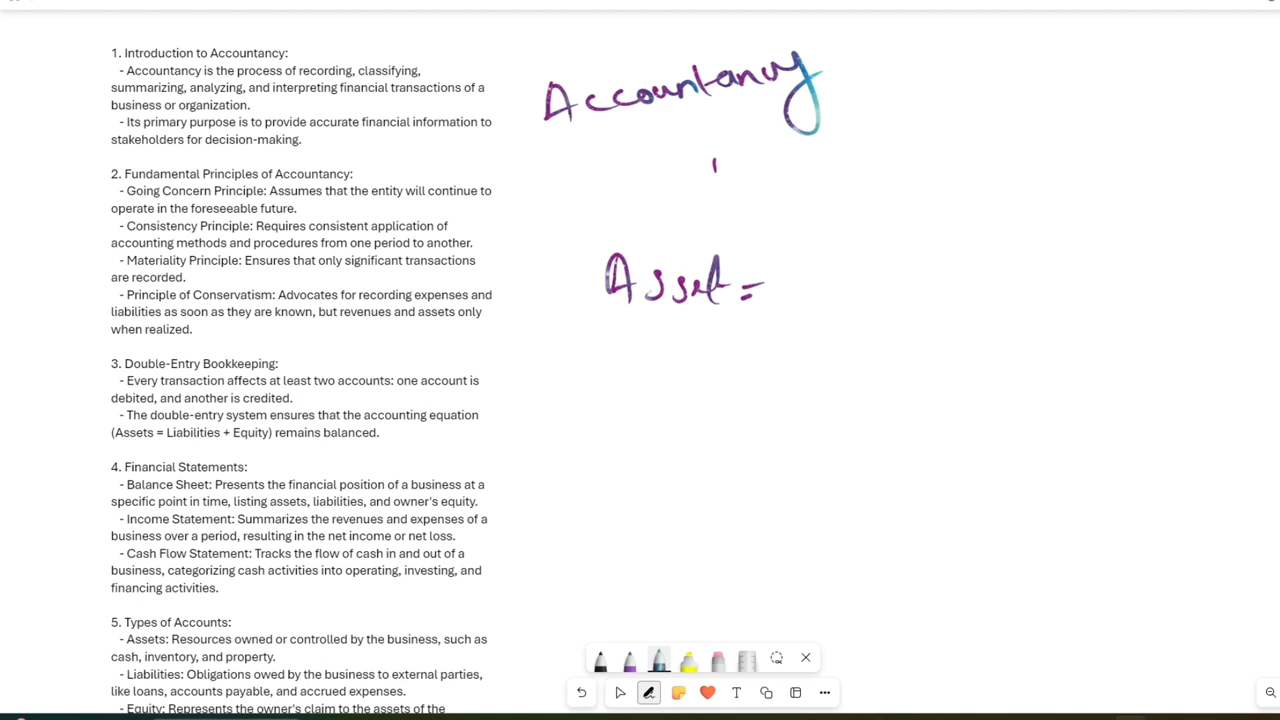 1. Introduction to Accountancy:
- Accountancy is the process of recording, classifying,
summarizing, analyzing, and interpreting financial transactions of a
business or organization.
- Its primary purpose is to provide accurate financial information to
stakeholders for decision-making.
2. Fundamental Principles of Accountancy:
- Going Concern Principle: Assumes that the entity will continue to
operate in the foreseeable future.
- Consistency Principle: Requires consistent application of
accounting methods and procedures from one period to another.
- Materiality Principle: Ensures that only significant transactions
are recorded.
- Principle of Conservatism: Advocates for recording expenses and
liabilities as soon as they are known, but revenues and assets only
when realized.
3. Double-Entry Bookkeeping:
- Every transaction affects at least two accounts: one account is
debited, and another is credited.
- The double-entry system ensures that the accounting equation
(Assets = Liabilities + Equity) remains balanced.
4. Financial Statements:
- Balance Sheet: Presents the financial position of a business at a
specific point in time, listing assets, liabilities, and owner's equity.
- Income Statement: Summarizes the revenues and expenses of a
business over a period, resulting in the net income or net loss.
- Cash Flow Statement: Tracks the flow of cash in and out of a
business, categorizing cash activities into operating, investing, and
financing activities.
5. Types of Accounts:
- Assets: Resources owned or controlled by the business, such as
cash, inventory, and property.
- Liabilities: Obligations owed by the business to external parties,
like loans, accounts payable, and accrued expenses.
- Equity: Represents the owner's claim to the assets of the
Accountancy
Asset =